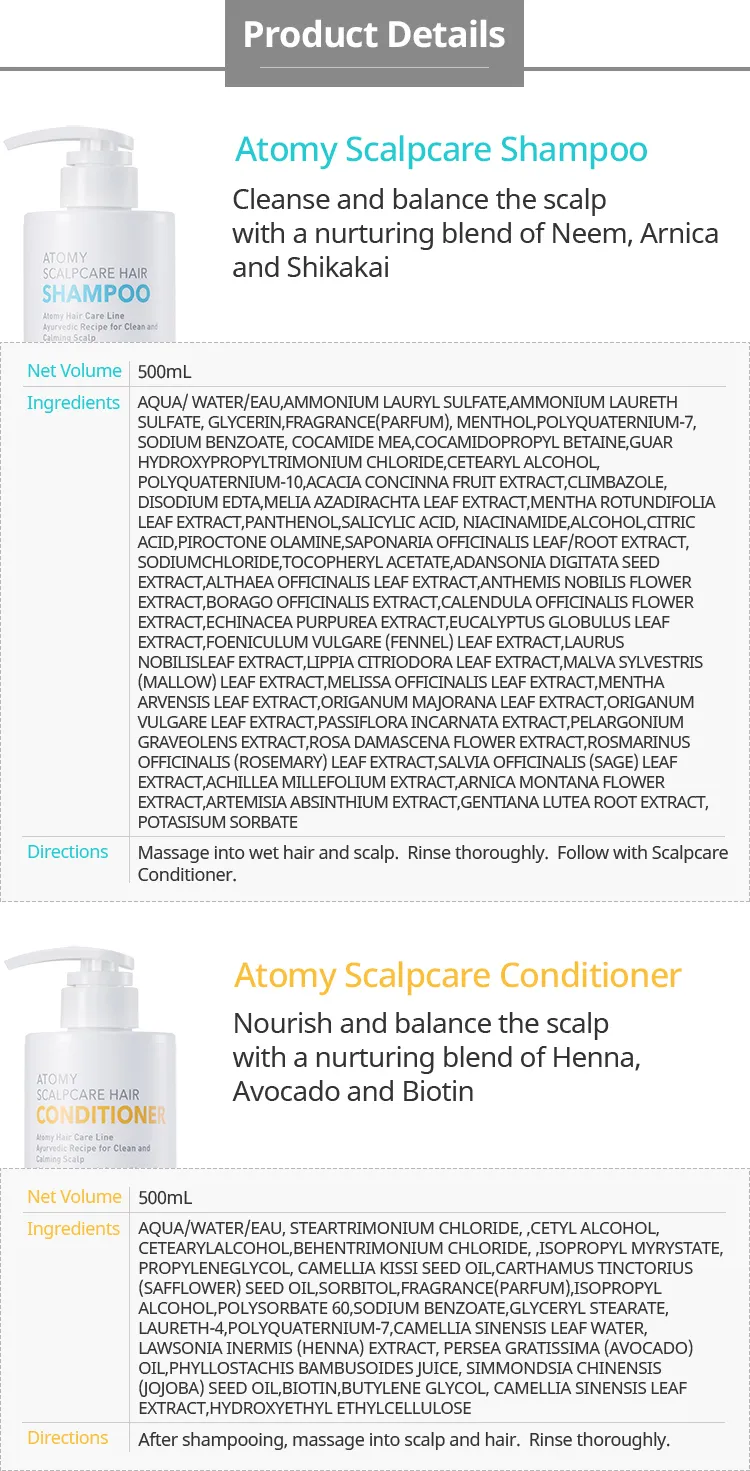 Product Details
Atomy Scalpcare Shampoo
Cleanse and balance the scalp
with a nurturing blend of Neem, Arnica
and Shikakai
ATOMY
SCALPCARE HAIR
SHAMPOO
Atomy Hair Care Line
Ayurvedic Recipe for Clean and
Calming Scalp
Net Volume 500mL
Ingredients AQUA/ WATER/EAU,AMMONIUM LAURYL SULFATE,AMMONIUM LAURETH
SULFATE, GLYCERIN,FRAGRANCE(PARFUM), MENTHOL,POLYQUATERNIUM-7,
SODIUM BENZOATE, COCAMIDE MEA,COCAMIDOPROPYL BETAINE,GUAR
HYDROXYPROPYLTRIMONIUM CHLORIDE,CETEARYL ALCOHOL,
POLYQUATERNIUM-10,ACACIA CONCINNA FRUIT EXTRACT,CLIMBAZOLE,
DISODIUM EDTA,MELIA AZADIRACHTA LEAF EXTRACT,MENTHA ROTUNDIFOLIA
LEAF EXTRACT,PANTHENOL,SALICYLIC ACID, NIACINAMIDE,ALCOHOL,CITRIC
ACID,PIROCTONE OLAMINE,SAPONARIA OFFICINALIS LEAF/ROOT EXTRACT,
SODIUMCHLORIDE,TOCOPHERYL ACETATE,ADANSONIA DIGITATA SEED
EXTRACT,ALTHAEA OFFICINALIS LEAF EXTRACT,ANTHEMIS NOBILIS FLOWER
EXTRACT,BORAGO OFFICINALIS EXTRACT,CALENDULA OFFICINALIS FLOWER
EXTRACT,ECHINACEA PURPUREA EXTRACT,EUCALYPTUS GLOBULUS LEAF
EXTRACT,FOENICULUM VULGARE (FENNEL) LEAF EXTRACT,LAURUS
NOBILISLEAF EXTRACT,LIPPIA CITRIODORA LEAF EXTRACT,MALVA SYLVESTRIS
(MALLOW) LEAF EXTRACT,MELISSA OFFICINALIS LEAF EXTRACT,MENTHA
ARVENSIS LEAF EXTRACT,ORIGANUM MAJORANA LEAF EXTRACT,ORIGANUM
VULGARE LEAF EXTRACT,PASSIFLORA INCARNATA EXTRACT,PELARGONIUM
GRAVEOLENS EXTRACT,ROSA DAMASCENA FLOWER EXTRACT,ROSMARINUS
OFFICINALIS (ROSEMARY) LEAF EXTRACT,SALVIA OFFICINALIS (SAGE) LEAF
EXTRACT,ACHILLEA MILLEFOLIUM EXTRACT,ARNICA MONTANA FLOWER
EXTRACT,ARTEMISIA ABSINTHIUM EXTRACT,GENTIANA LUTEA ROOT EXTRACT,
POTASISUM SORBATE
Directions Massage into wet hair and scalp. Rinse thoroughly. Follow with Scalpcare
Conditioner.
Atomy Scalpcare Conditioner
Nourish and balance the scalp
with a nurturing blend of Henna,
Avocado and Biotin
ATOMY
SCALPCARE HAIR
CONDITIONER
Atomy Hair Care Line
Ayurvedic Recipe for Clean and
Calming Scalp
Net Volume 500mL
Ingredients AQUA/WATER/EAU, STEARTRIMONIUM CHLORIDE, ,CETYL ALCOHOL,
CETEARYLALCOHOL,BEHENTRIMONIUM CHLORIDE, ,ISOPROPYL MYRYSTATE,
PROPYLENEGLYCOL, CAMELLIA KISSI SEED OIL,CARTHAMUS TINCTORIUS
(SAFFLOWER) SEED OIL,SORBITOL,FRAGRANCE(PARFUM),ISOPROPYL
ALCOHOL,POLYSORBATE 60,SODIUM BENZOATE,GLYCERYL STEARATE,
LAURETH-4,POLYQUATERNIUM-7,CAMELLIA SINENSIS LEAF WATER,
LAWSONIA INERMIS (HENNA) EXTRACT, PERSEA GRATISSIMA (AVOCADO)
OIL,PHYLLOSTACHIS BAMBUSOIDES JUICE, SIMMONDSIA CHINENSIS
(JOJOBA) SEED OIL,BIOTIN,BUTYLENE GLYCOL, CAMELLIA SINENSIS LEAF
EXTRACT,HYDROXYETHYL ETHYLCELLULOSE
Directions After shampooing, massage into scalp and hair. Rinse thoroughly.